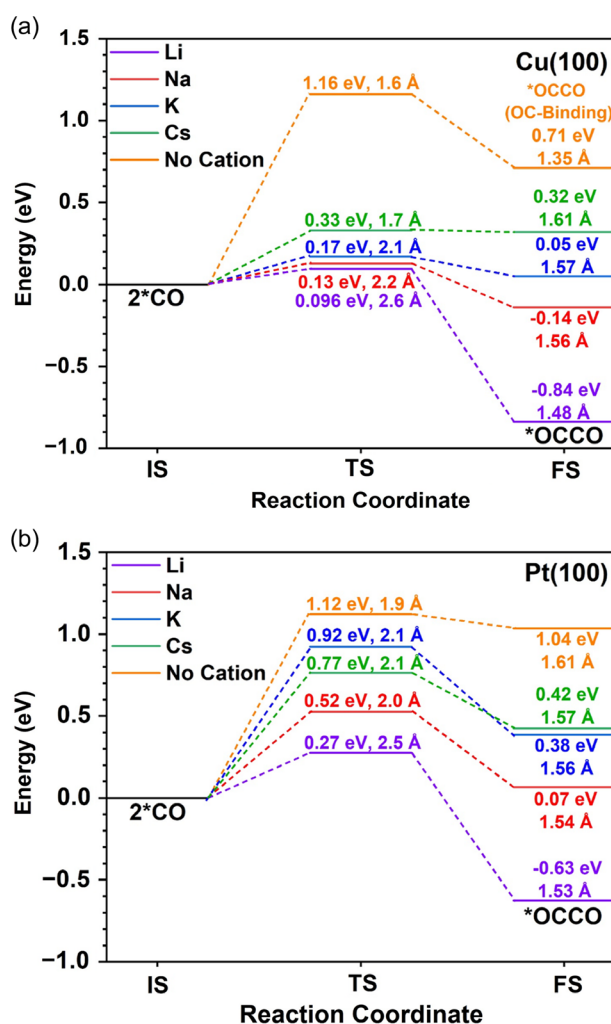 (a)
1.5
1.0
0.5
0.0
−0.5
−1.0
Energy (eV)
Li
Na
K
Cs
No Cation
Cu(100)
*OCCO
(OC-Binding)
0.71 eV
1.35 Å
1.16 eV, 1.6 Å
0.33 eV, 1.7 Å
0.32 eV
1.61 Å
0.17 eV, 2.1 Å
0.05 eV
1.57 Å
2*CO
0.13 eV, 2.2 Å
0.096 eV, 2.6 Å
-0.14 eV
1.56 Å
-0.84 eV
1.48 Å
*OCCO
IS
TS
FS
Reaction Coordinate
(b)
1.5
1.0
0.5
0.0
−0.5
−1.0
Energy (eV)
Li
Na
K
Cs
No Cation
Pt(100)
1.12 eV, 1.9 Å
1.04 eV
1.61 Å
0.92 eV, 2.1 Å
0.77 eV, 2.1 Å
0.42 eV
1.57 Å
0.52 eV, 2.0 Å
0.38 eV
1.56 Å
0.27 eV, 2.5 Å
0.07 eV
1.54 Å
2*CO
-0.63 eV
1.53 Å
*OCCO
IS
TS
FS
Reaction Coordinate